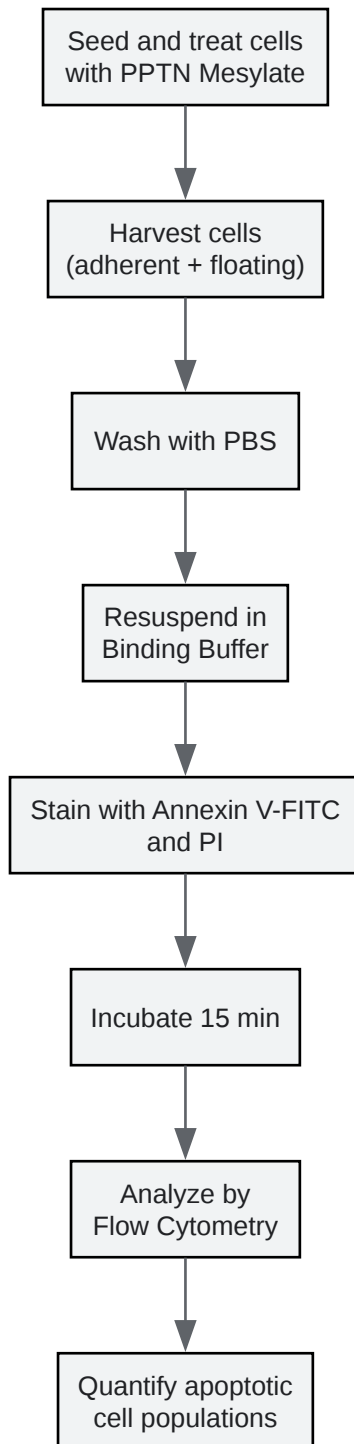 Seed and treat cells
with PPTN Mesylate
Harvest cells
(adherent + floating)
Wash with PBS
Resuspend in
Binding Buffer
Stain with Annexin V-FITC
and PI
Incubate 15 min
Analyze by
Flow Cytometry
Quantify apoptotic
cell populations